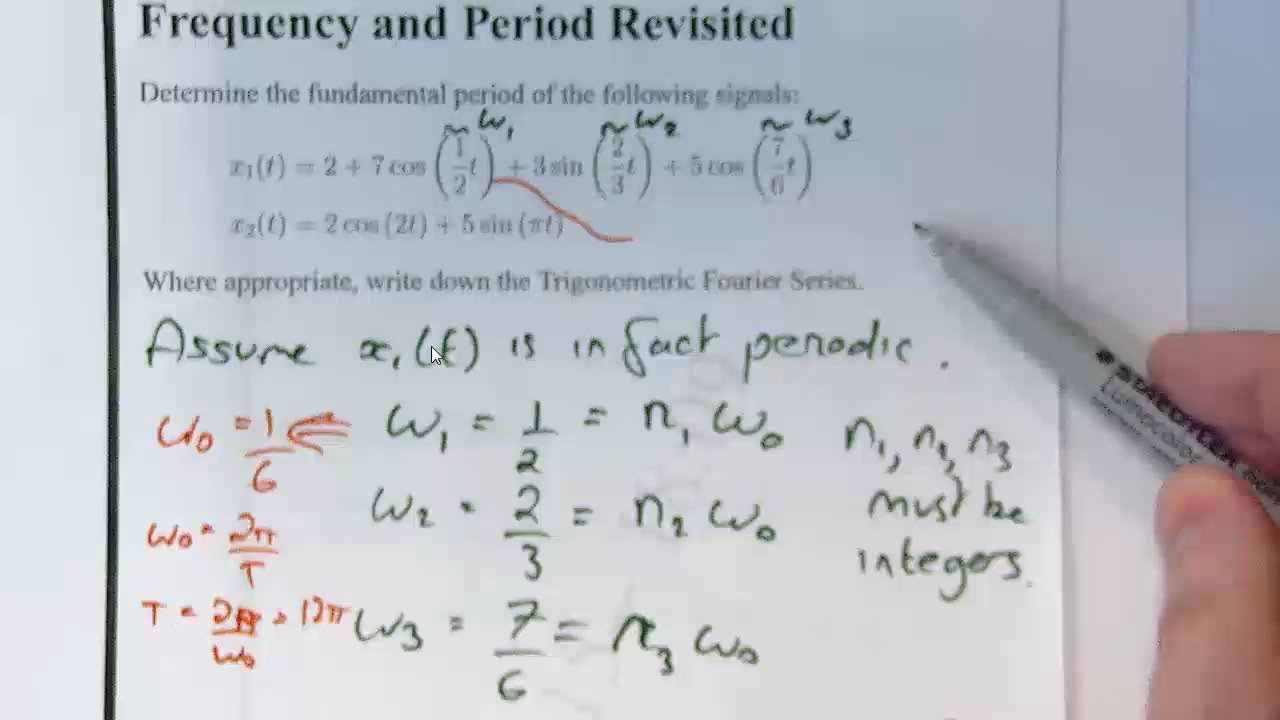 Frequency and Period Revisited
Determine the fundamental period of the following signals:
ω₁ ω₂ ω₃
x₁(t) = 2 + 7 cos (1/2 t) + 3 sin (2/3 t) + 5 cos (7/6 t)
x₂(t) = 2 cos (2t) + 5 sin (πt)
Where appropriate, write down the Trigonometric Fourier Series.
Assume x₁(t) is in fact periodic.
ω₀ = 1/6 ⇐ ω₁ = 1/2 = n₁ ω₀
n₁, n₂, n₃
must be
integers.
ω₂ = 2/3 = n₂ ω₀
ω₀ = 2π/T
T = 2π/ω₀ = 12π
ω₃ = 7/6 = n₃ ω₀
STAEDTLER
Lumocolor